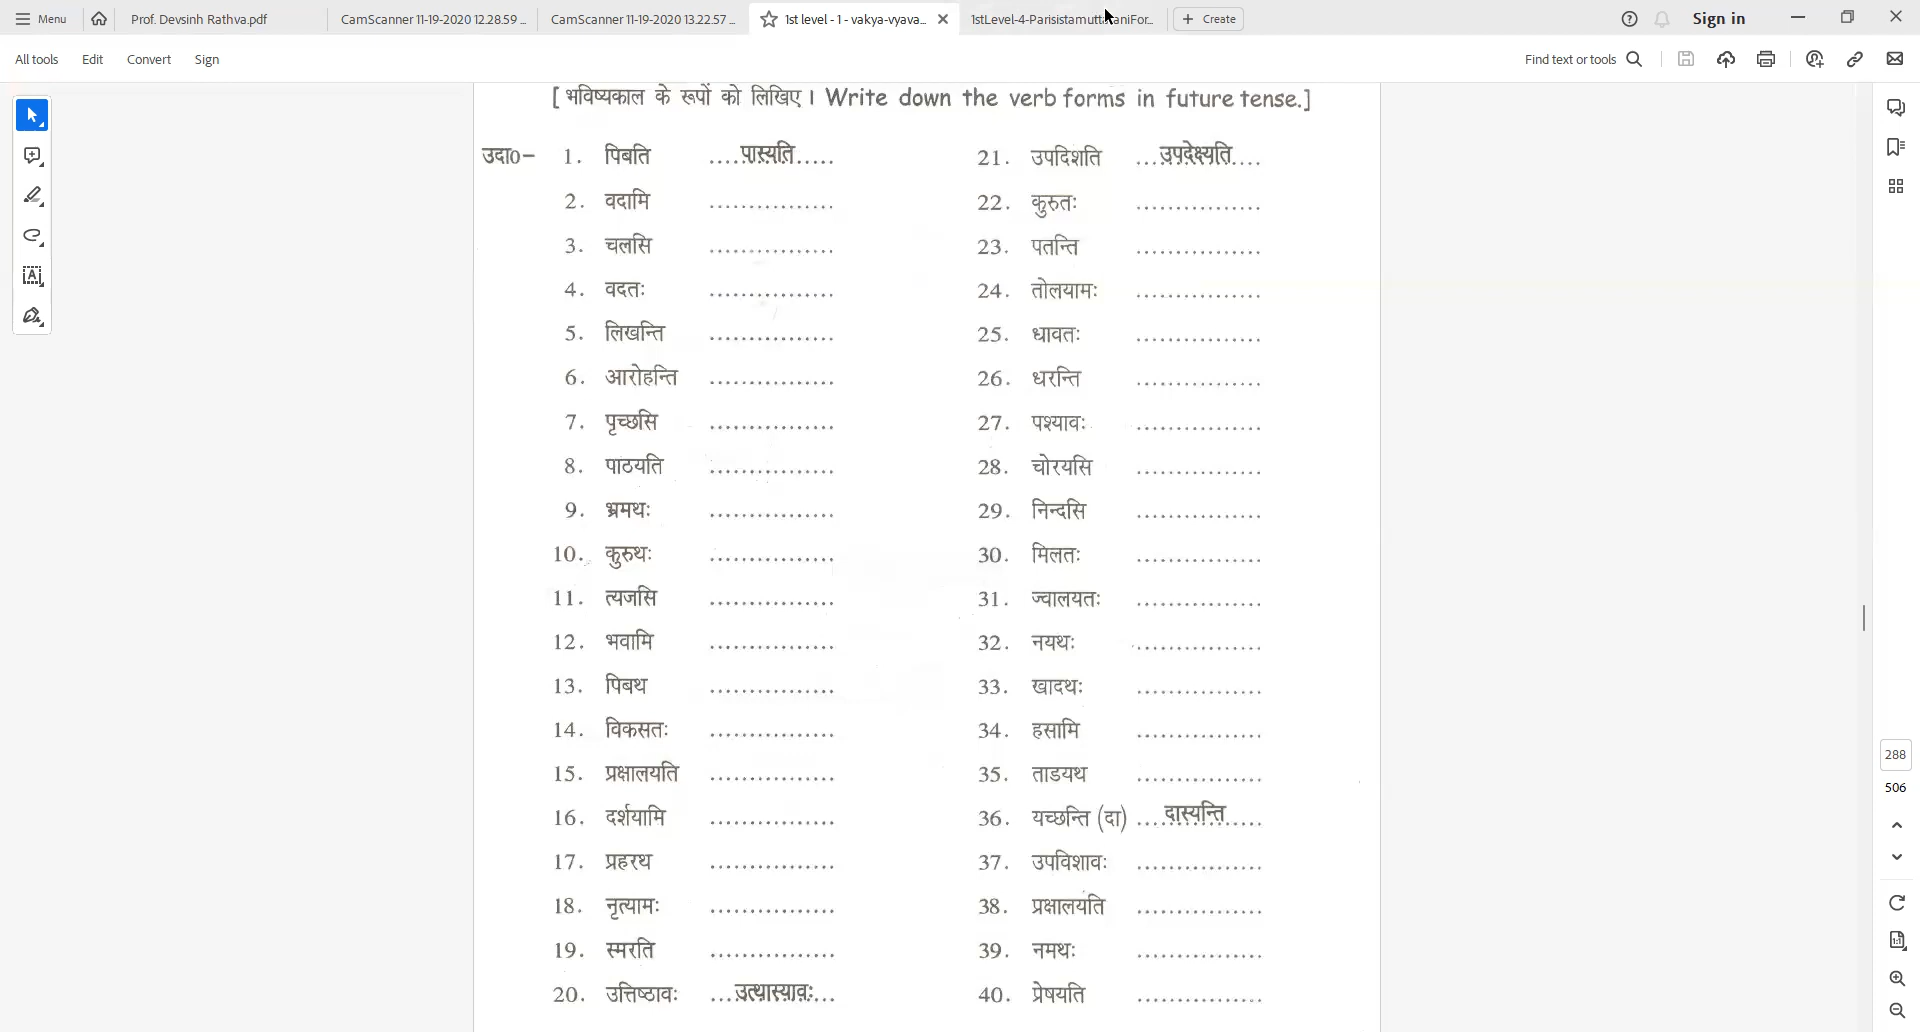 Menu Prof. Devsinh Rathva.pdf CamScanner 11-19-2020 12.28.59 ... CamScanner 11-19-2020 13.22.57 ... 1st level - 1 - vakya-vyava... 1stLevel-4-ParisistamuttaraniFor... Create Sign in
All tools Edit Convert Sign Find text or tools
[ भविष्यकाल के रूपों को लिखिए। Write down the verb forms in future tense.]
उदा0- 1. पिबति ....पास्यति..... 21. उपदिशति ...उपदेक्ष्यति....
2. वदामि ................ 22. कुरुतः ................
3. चलसि ................ 23. पतन्ति ................
4. वदतः ................ 24. तोलयामः ................
5. लिखन्ति ................ 25. धावतः ................
6. आरोहन्ति ................ 26. धरन्ति ................
7. पृच्छसि ................ 27. पश्यावः ................
8. पाठयति ................ 28. चोरयसि ................
9. भ्रमथः ................ 29. निन्दसि ................
10. कुरुथः ................ 30. मिलतः ................
11. त्यजसि ................ 31. ज्वालयतः ................
12. भवामि ................ 32. नयथः ................
13. पिबथ ................ 33. खादथः ................
14. विकसतः ................ 34. हसामि ................
15. प्रक्षालयति ................ 35. ताडयथ ................
16. दर्शयामि ................ 36. यच्छन्ति (दा) ....दास्यन्ति.....
17. प्रहरथ ................ 37. उपविशावः ................
18. नृत्यामः ................ 38. प्रक्षालयति ................
19. स्मरति ................ 39. नमथः ................
20. उत्तिष्ठावः ...उत्थास्यावः... 40. प्रेषयति ................
288
506